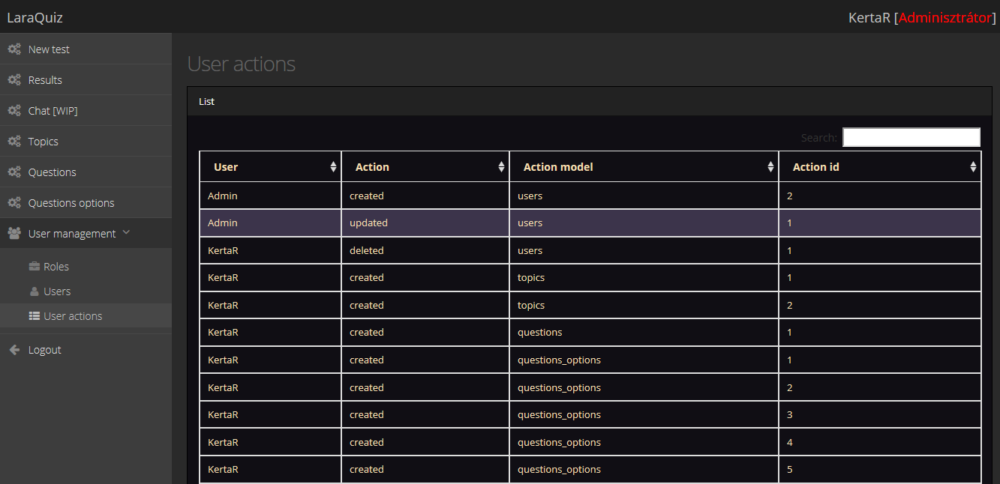 LaraQuiz
KertaR [Adminisztrátor]
New test
Results
Chat [WIP]
Topics
Questions
Questions options
User management
Roles
Users
User actions
Logout
User actions
List
Search:
User Action Action model Action id
Admin created users 2
Admin updated users 1
KertaR deleted users 1
KertaR created topics 1
KertaR created topics 2
KertaR created questions 1
KertaR created questions_options 1
KertaR created questions_options 2
KertaR created questions_options 3
KertaR created questions_options 4
KertaR created questions_options 5